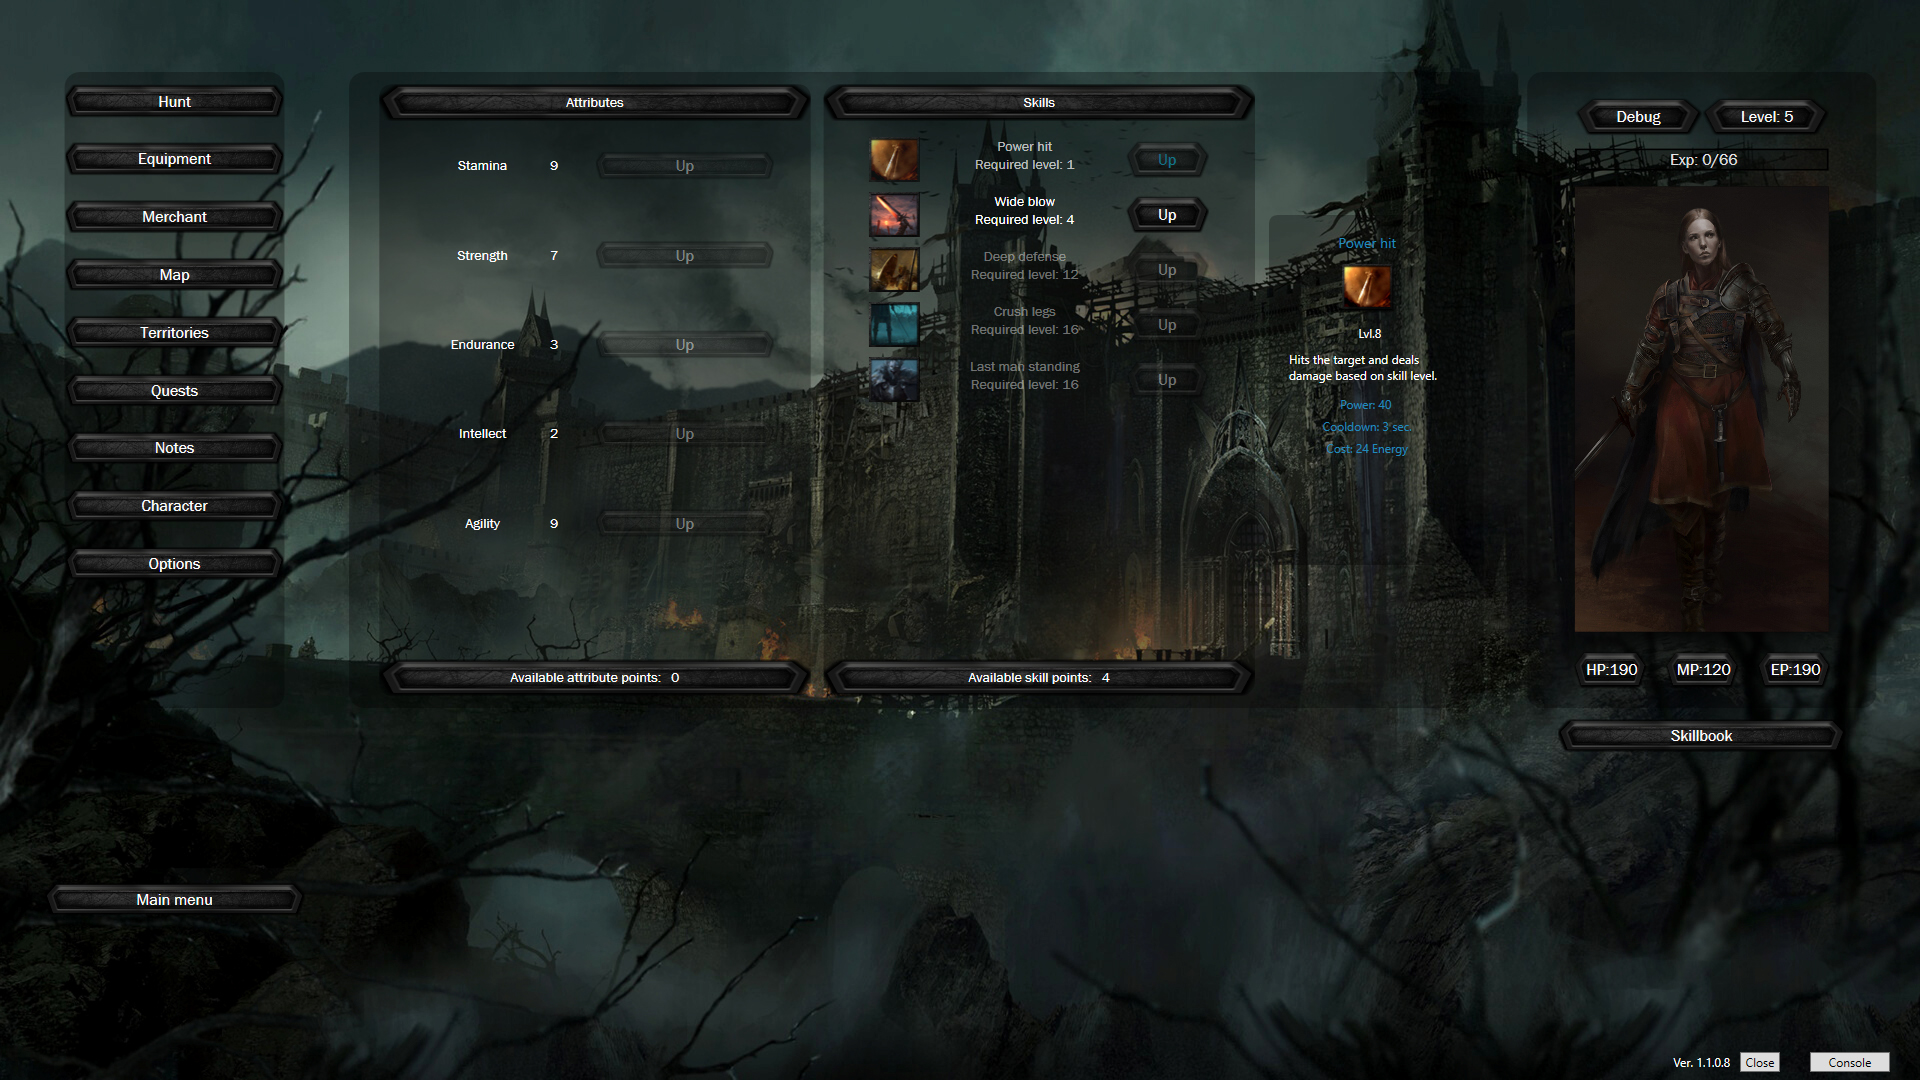 Hunt
Equipment
Merchant
Map
Territories
Quests
Notes
Character
Options
Main menu
Attributes
Stamina 9 Up
Strength 7 Up
Endurance 3 Up
Intellect 2 Up
Agility 9 Up
Available attribute points: 0
Skills
Power hit
Required level: 1
Up
Wide blow
Required level: 4
Up
Deep defense
Required level: 12
Up
Crush legs
Required level: 16
Up
Last man standing
Required level: 16
Up
Available skill points: 4
Power hit
Lvl.8
Hits the target and deals
damage based on skill level.
Power: 40
Cooldown: 3 sec.
Cost: 24 Energy
Debug Level: 5
Exp: 0/66
HP:190 MP:120 EP:190
Skillbook
Ver. 1.1.0.8 Close Console